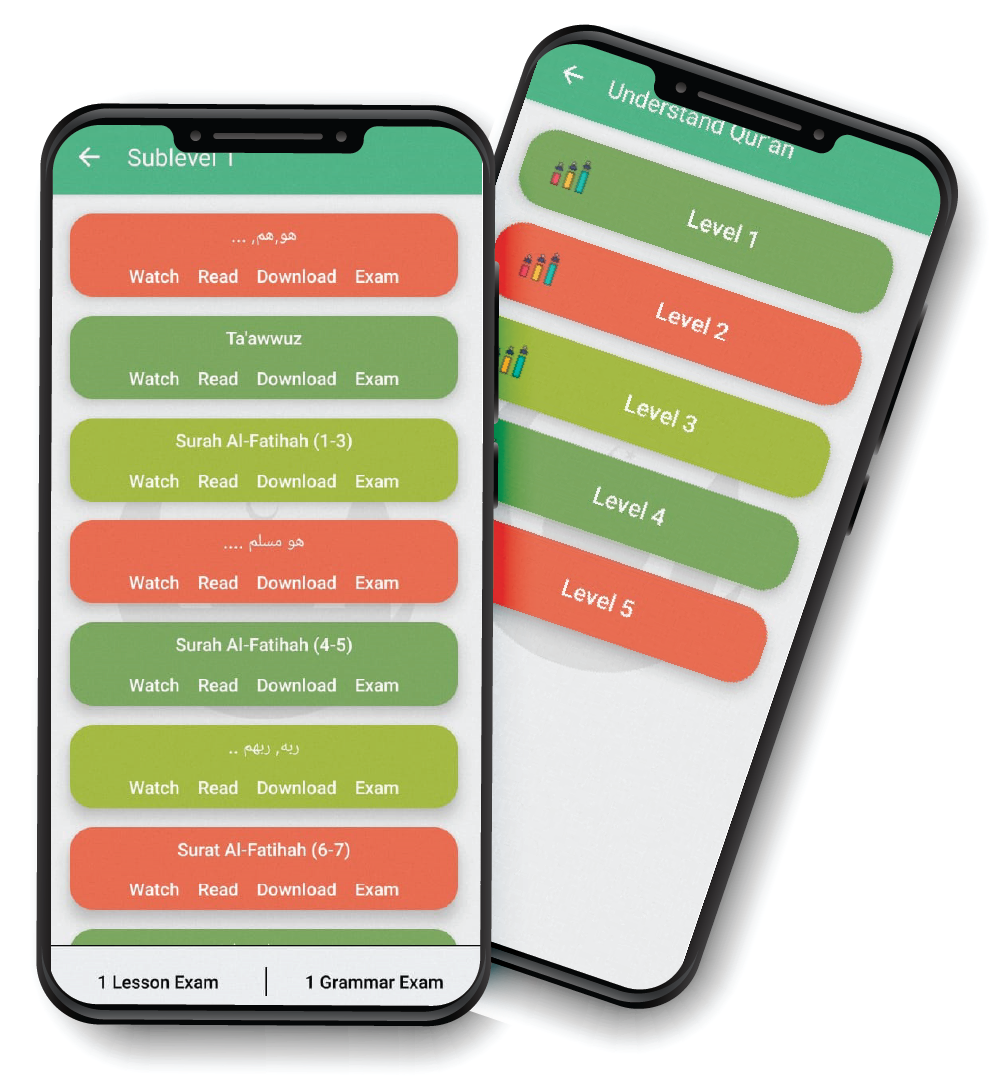 Sublevel 1
هو,هم, ...
Watch Read Download Exam
Ta'awwuz
Watch Read Download Exam
Surah Al-Fatihah (1-3)
Watch Read Download Exam
هو مسلم ....
Watch Read Download Exam
Surah Al-Fatihah (4-5)
Watch Read Download Exam
ربه, ربهم ..
Watch Read Download Exam
Surat Al-Fatihah (6-7)
Watch Read Download Exam
1 Lesson Exam | 1 Grammar Exam
Understand Qur'an
Level 1
Level 2
Level 3
Level 4
Level 5